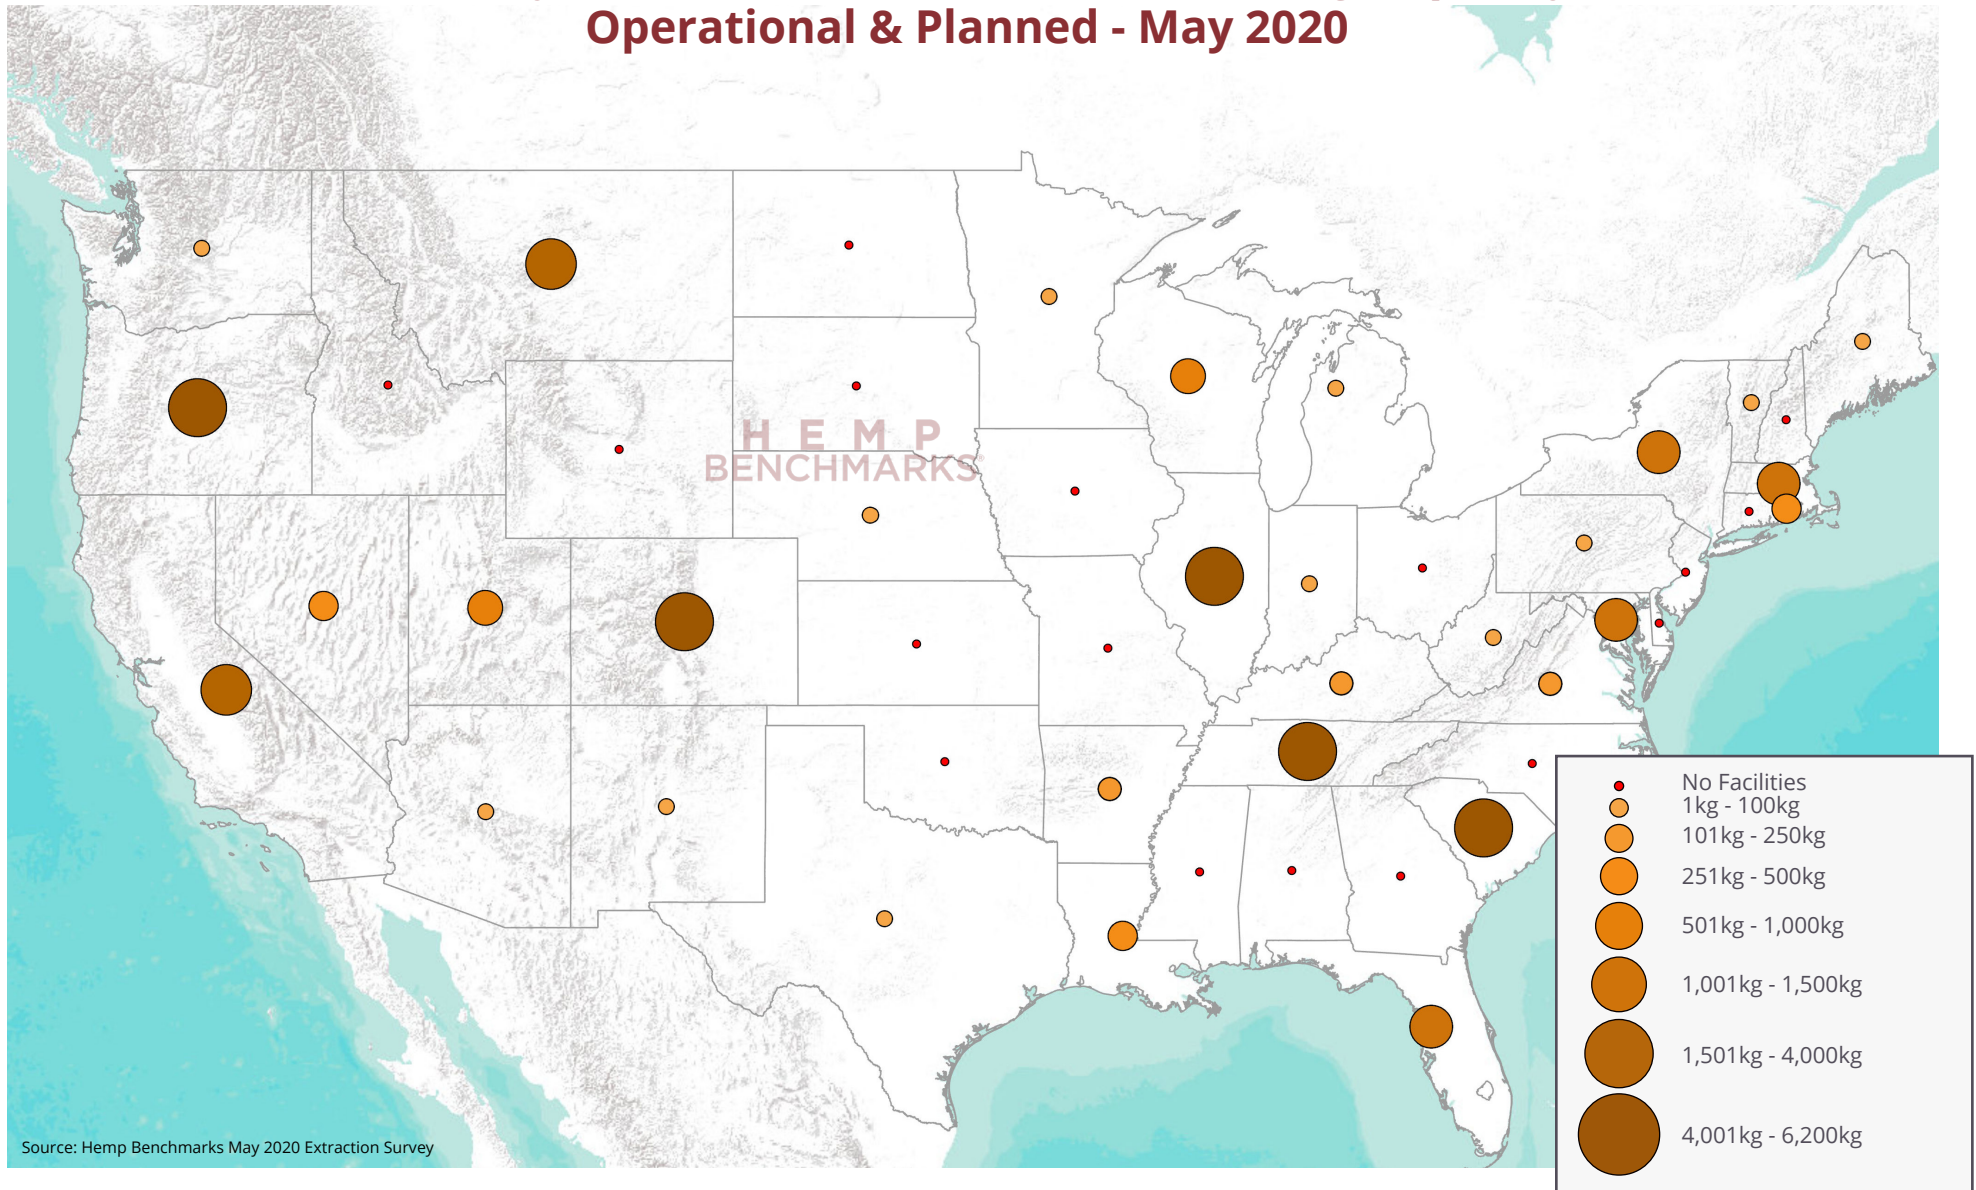 Operational & Planned - May 2020
HEMP
BENCHMARKS®
No Facilities
1kg - 100kg
101kg - 250kg
251kg - 500kg
501kg - 1,000kg
1,001kg - 1,500kg
1,501kg - 4,000kg
4,001kg - 6,200kg
Source: Hemp Benchmarks May 2020 Extraction Survey